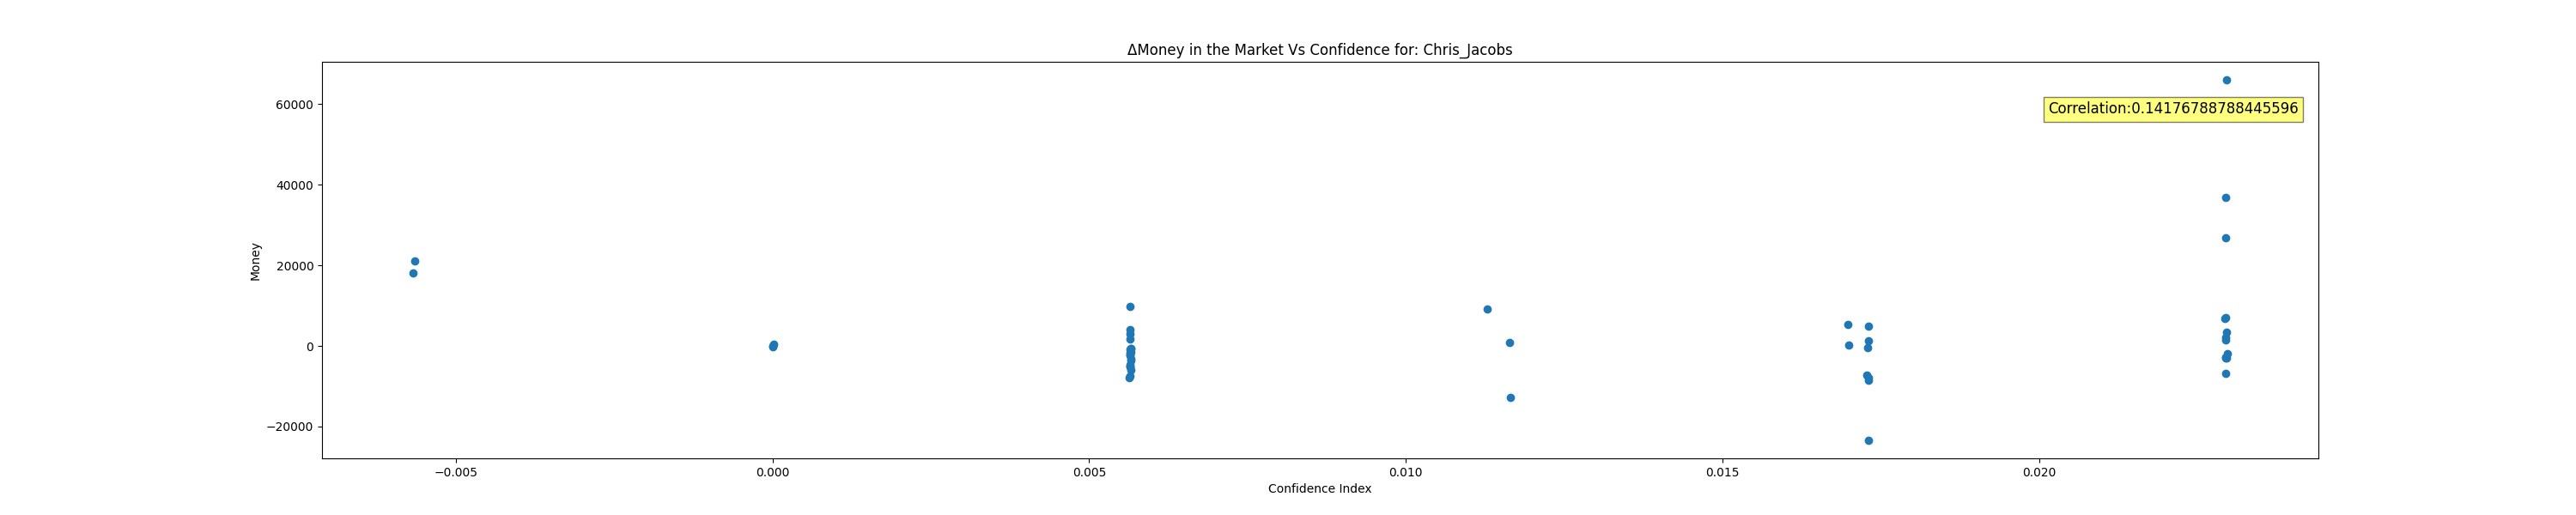 ΔMoney in the Market Vs Confidence for: Chris_Jacobs
60000
Correlation:0.14176788788445596
40000
Money
20000
0
−20000
−0.005 0.000 0.005 0.010 0.015 0.020
Confidence Index